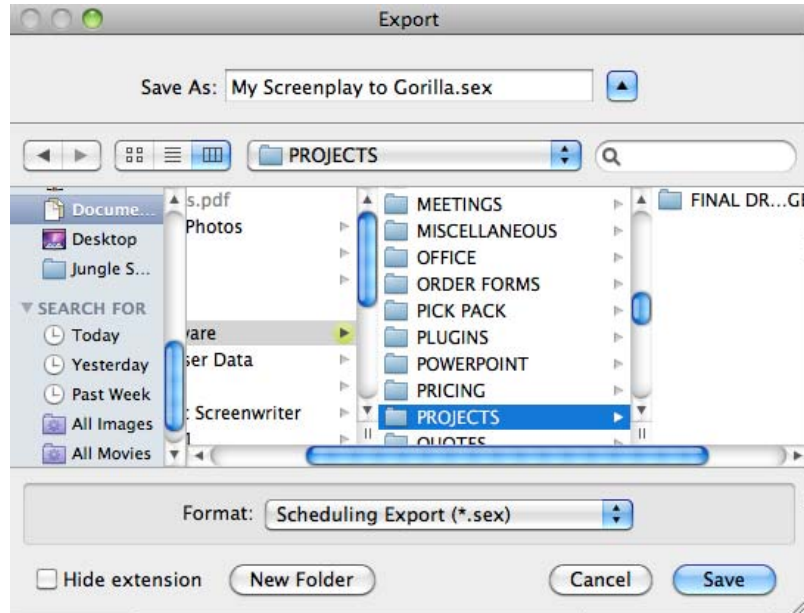 Export
Save As: My Screenplay to Gorilla.sex
PROJECTS
Docume...
Desktop
Jungle S...
SEARCH FOR
Today
Yesterday
Past Week
All Images
All Movies
s.pdf
Photos
vare
ser Data
t Screenwriter
MEETINGS
MISCELLANEOUS
OFFICE
ORDER FORMS
PICK PACK
PLUGINS
POWERPOINT
PRICING
PROJECTS
QUOTES
FINAL DR...GI
Format: Scheduling Export (*.sex)
Hide extension
New Folder
Cancel
Save